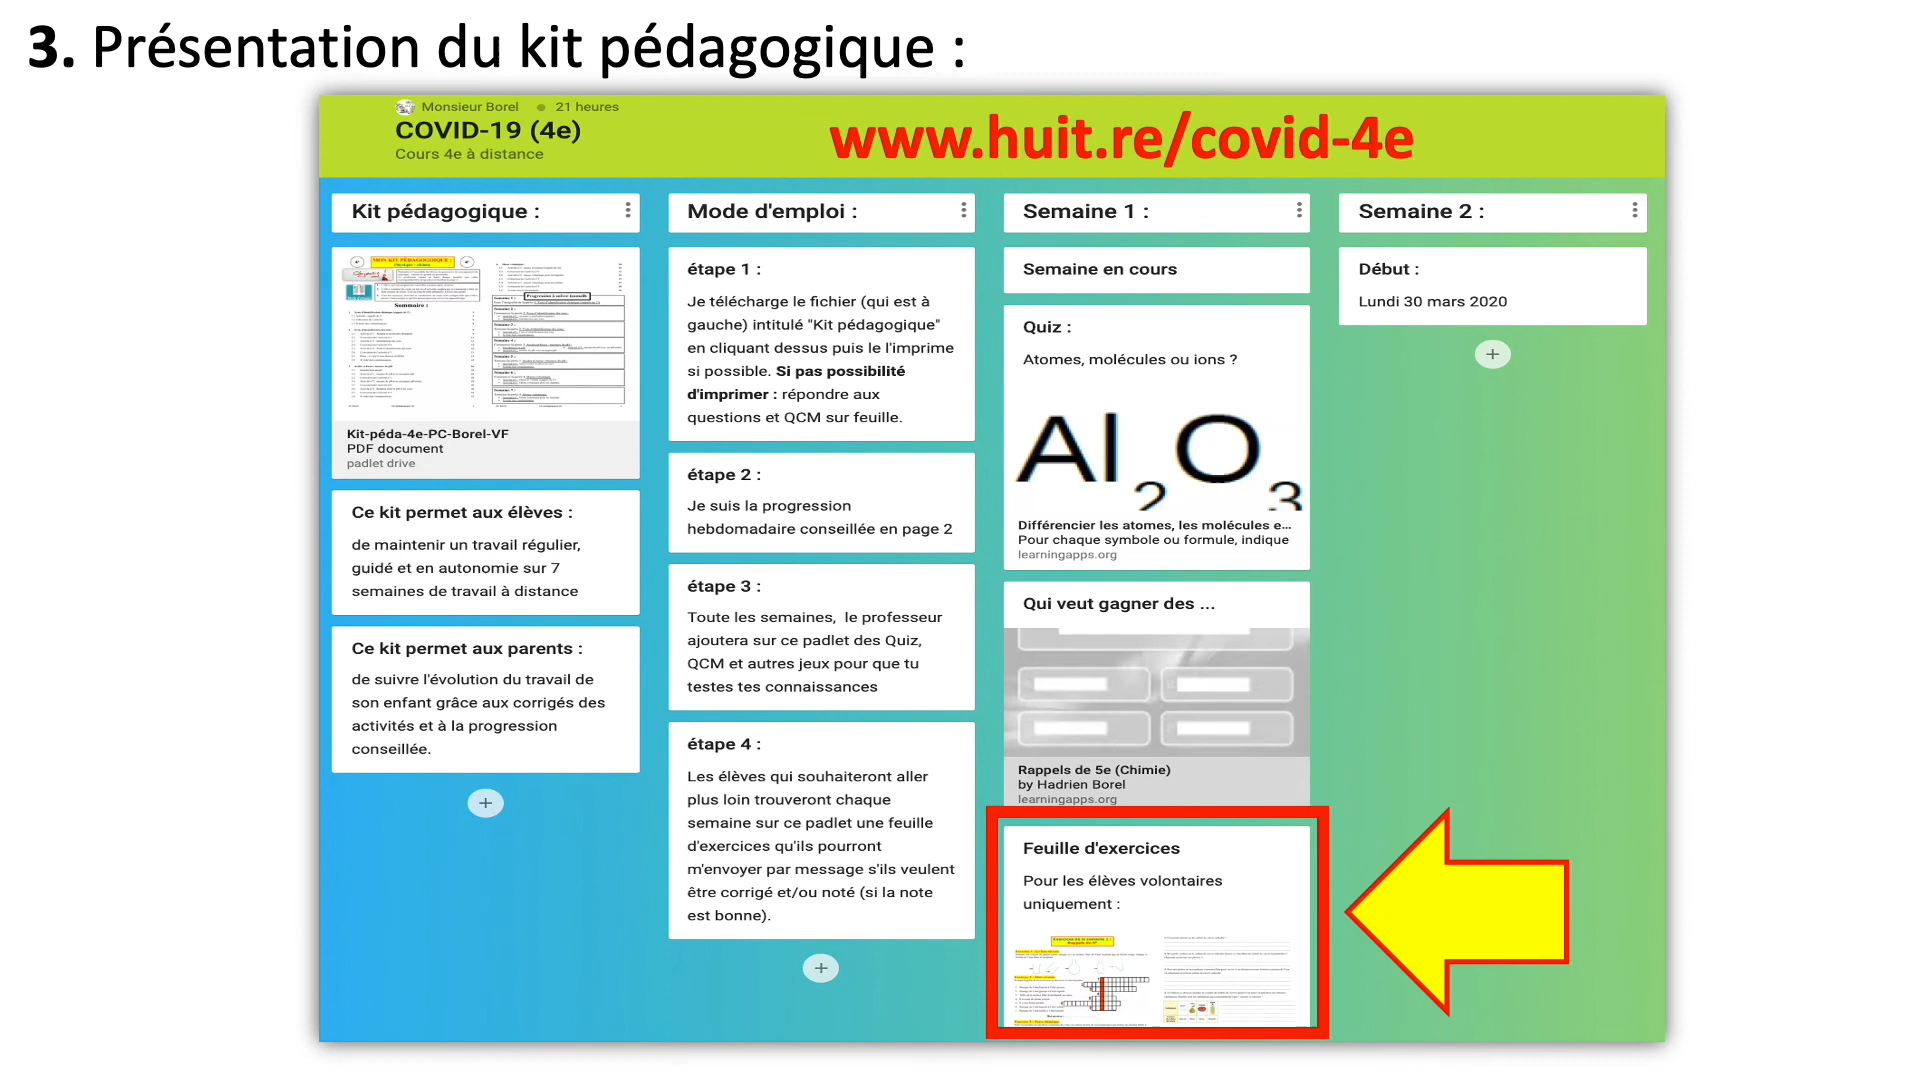 3. Présentation du kit pédagogique :
Monsieur Borel • 21 heures
COVID-19 (4e)
Cours 4e à distance
www.huit.re/covid-4e
Kit pédagogique :
MON KIT PÉDAGOGIQUE :
Sommaire :
Kit-péda-4e-PC-Borel-VF
PDF document
padlet drive
Ce kit permet aux élèves :
de maintenir un travail régulier,
guidé et en autonomie sur 7
semaines de travail à distance
Ce kit permet aux parents :
de suivre l'évolution du travail de
son enfant grâce aux corrigés des
activités et à la progression
conseillée.
+
Mode d'emploi :
étape 1 :
Je télécharge le fichier (qui est à
gauche) intitulé "Kit pédagogique"
en cliquant dessus puis le l'imprime
si possible. Si pas possibilité
d'imprimer : répondre aux
questions et QCM sur feuille.
étape 2 :
Je suis la progression
hebdomadaire conseillée en page 2
étape 3 :
Toute les semaines, le professeur
ajoutera sur ce padlet des Quiz,
QCM et autres jeux pour que tu
testes tes connaissances
étape 4 :
Les élèves qui souhaiteront aller
plus loin trouveront chaque
semaine sur ce padlet une feuille
d'exercices qu'ils pourront
m'envoyer par message s'ils veulent
être corrigé et/ou noté (si la note
est bonne).
+
Semaine 1 :
Semaine en cours
Quiz :
Atomes, molécules ou ions ?
Al2O3
Différencier les atomes, les molécules e...
Pour chaque symbole ou formule, indique
learningapps.org
Qui veut gagner des ...
Rappels de 5e (Chimie)
by Hadrien Borel
learningapps.org
Feuille d'exercices
Pour les élèves volontaires
uniquement :
Semaine 2 :
Début :
Lundi 30 mars 2020
+